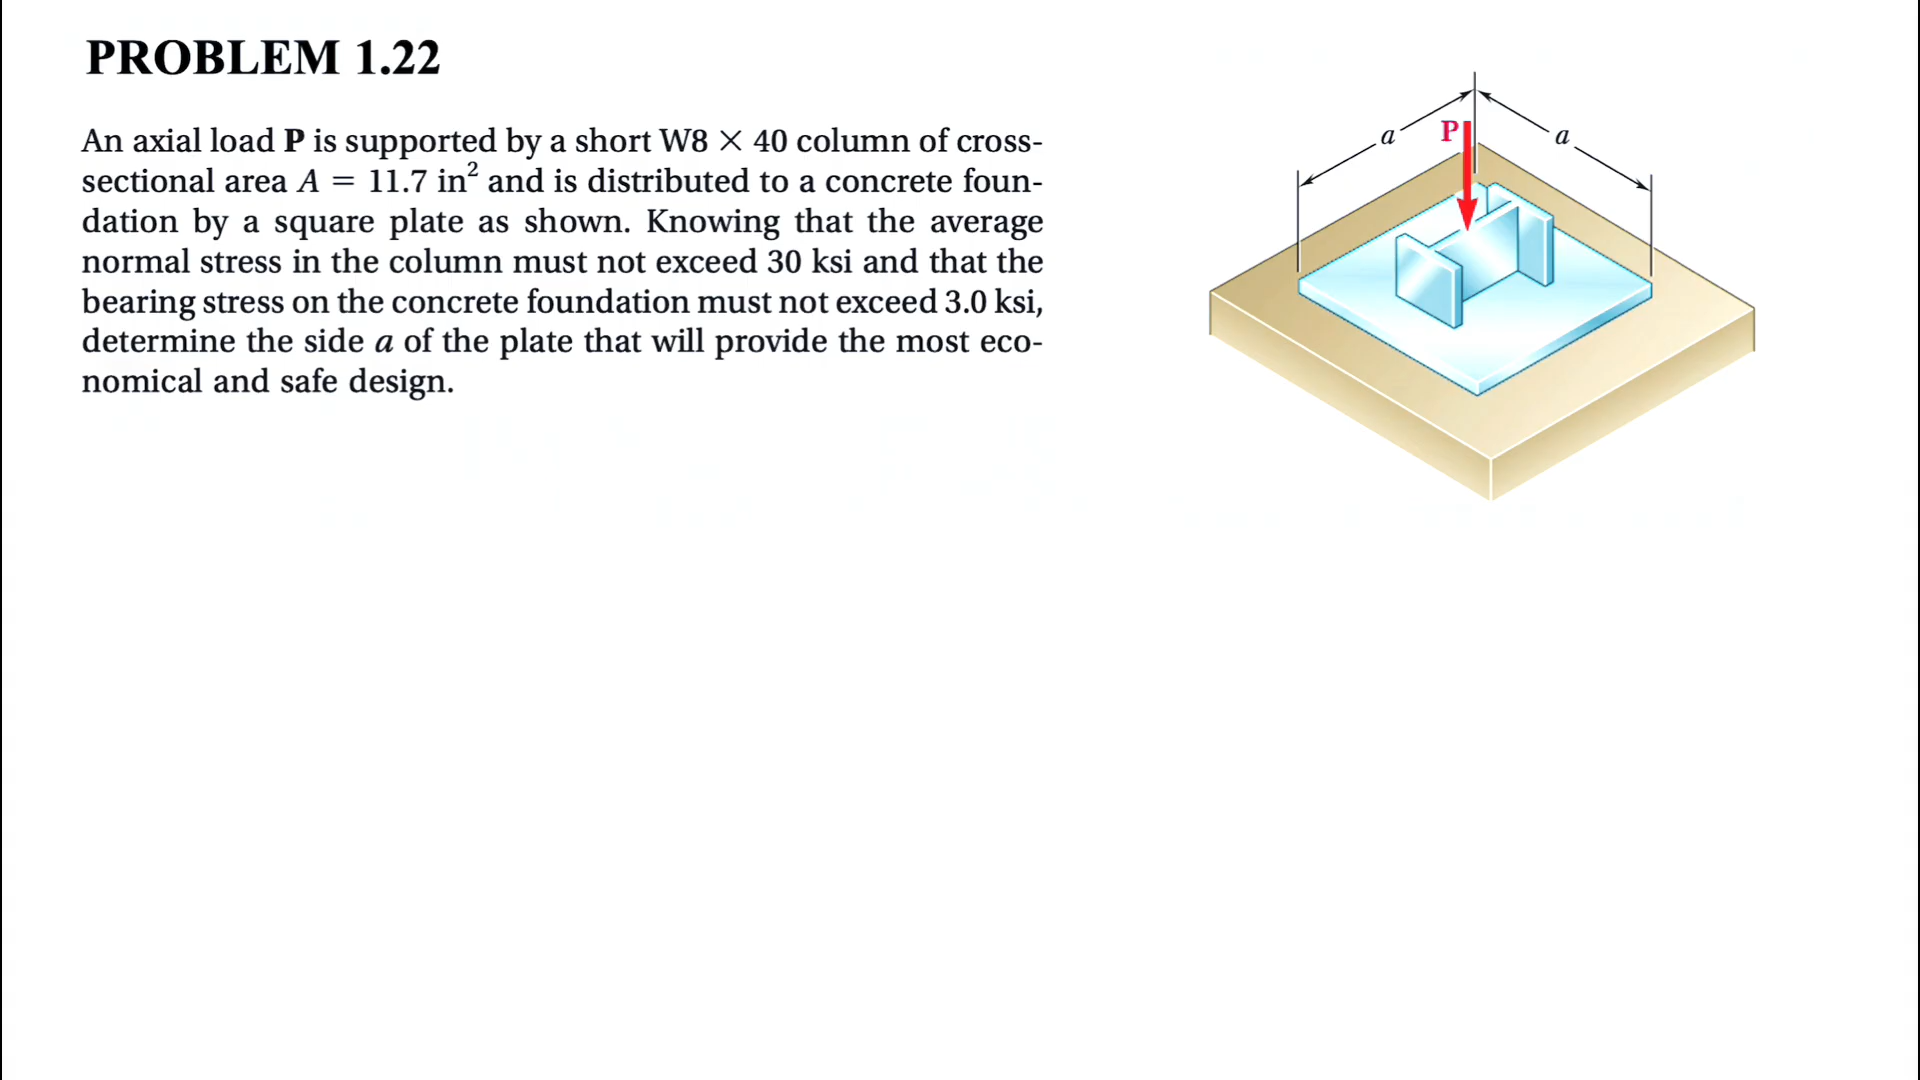 PROBLEM 1.22
An axial load P is supported by a short W8 × 40 column of cross-
sectional area A = 11.7 in² and is distributed to a concrete foun-
dation by a square plate as shown. Knowing that the average
normal stress in the column must not exceed 30 ksi and that the
bearing stress on the concrete foundation must not exceed 3.0 ksi,
determine the side a of the plate that will provide the most eco-
nomical and safe design.
a
P
a